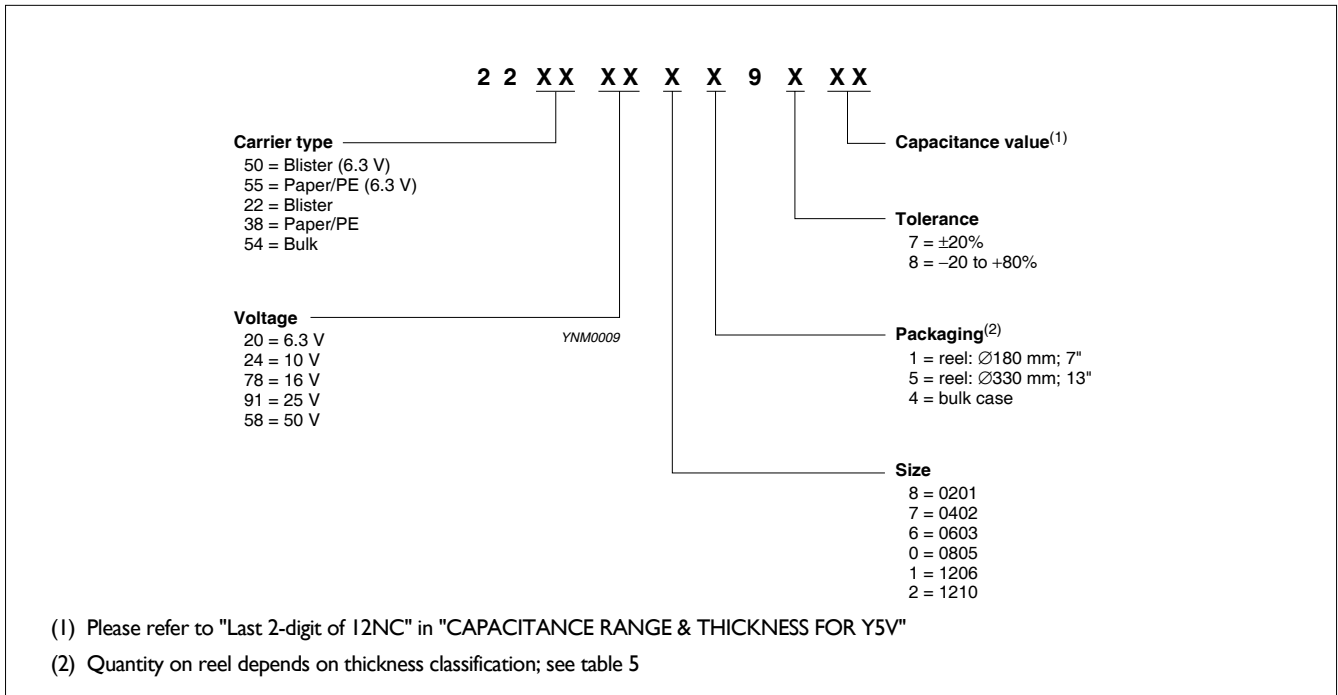 2 2 XX XX X X 9 X XX
Carrier type
50 = Blister (6.3 V)
55 = Paper/PE (6.3 V)
22 = Blister
38 = Paper/PE
54 = Bulk
Voltage
20 = 6.3 V
24 = 10 V
78 = 16 V
91 = 25 V
58 = 50 V
YNM0009
Capacitance value(1)
Tolerance
7 = ±20%
8 = −20 to +80%
Packaging(2)
1 = reel: ∅180 mm; 7"
5 = reel: ∅330 mm; 13"
4 = bulk case
Size
8 = 0201
7 = 0402
6 = 0603
0 = 0805
1 = 1206
2 = 1210
(1) Please refer to "Last 2-digit of 12NC" in "CAPACITANCE RANGE & THICKNESS FOR Y5V"
(2) Quantity on reel depends on thickness classification; see table 5